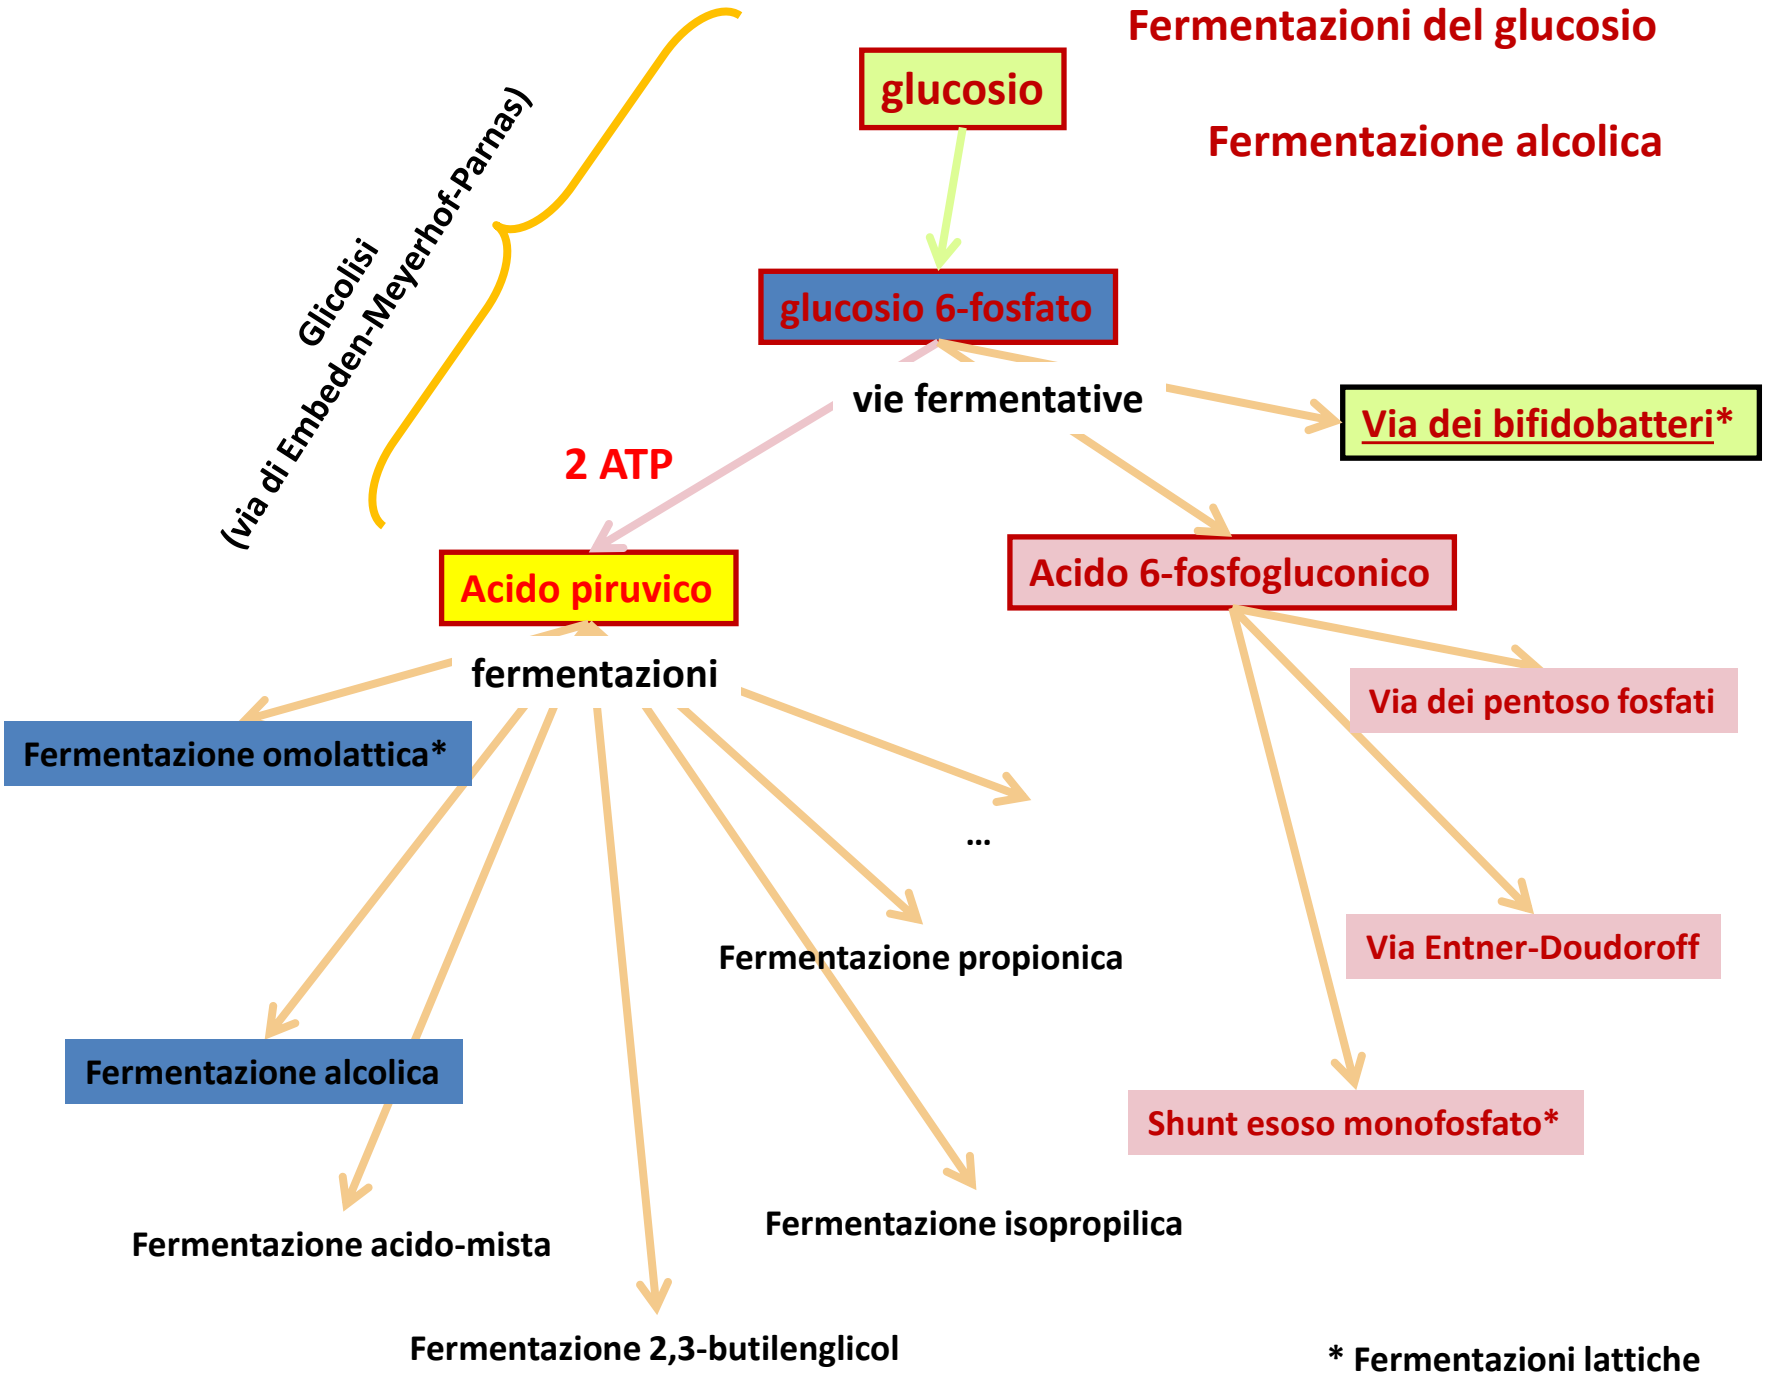 Fermentazioni del glucosio
glucosio
Fermentazione alcolica
Glicolisi
(via di Embeden-Meyerhof-Parnas)
glucosio 6-fosfato
vie fermentative
Via dei bifidobatteri*
2 ATP
Acido piruvico
Acido 6-fosfogluconico
fermentazioni
Via dei pentoso fosfati
Fermentazione omolattica*
...
Fermentazione propionica
Via Entner-Doudoroff
Fermentazione alcolica
Shunt esoso monofosfato*
Fermentazione isopropilica
Fermentazione acido-mista
Fermentazione 2,3-butilenglicol
* Fermentazioni lattiche